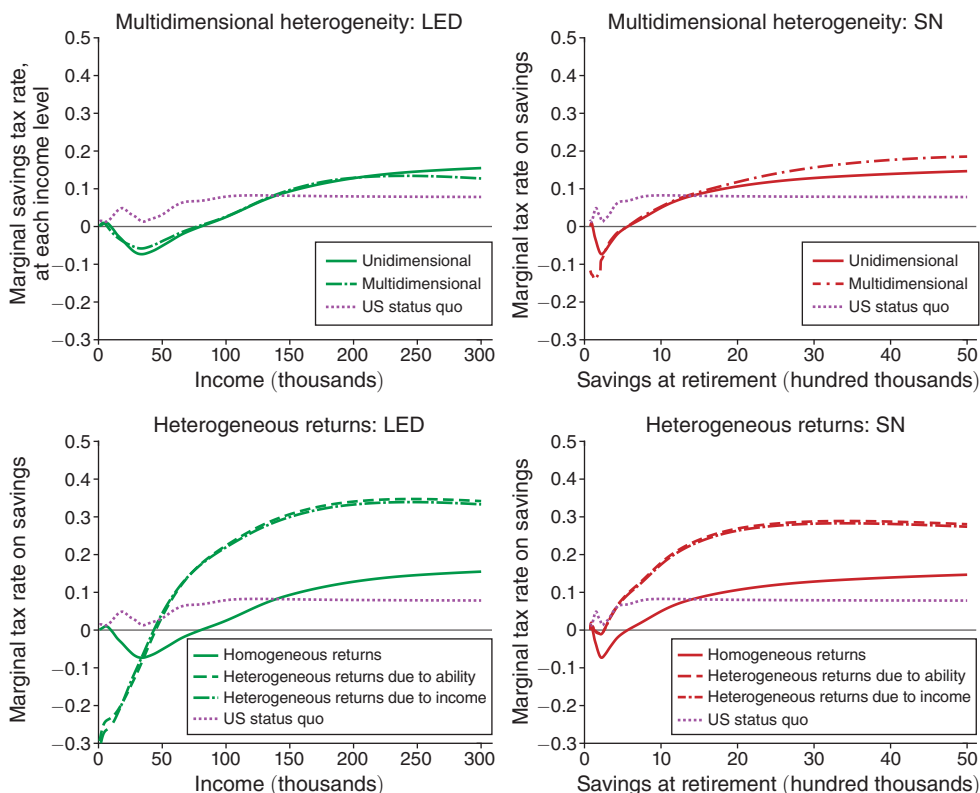 Multidimensional heterogeneity: LED
Marginal savings tax rate,
at each income level
0.5
0.4
0.3
0.2
0.1
0
−0.1
−0.2
−0.3
Unidimensional
Multidimensional
US status quo
0 50 100 150 200 250 300
Income (thousands)
Multidimensional heterogeneity: SN
Marginal tax rate on savings
0.5
0.4
0.3
0.2
0.1
0
−0.1
−0.2
−0.3
Unidimensional
Multidimensional
US status quo
0 10 20 30 40 50
Savings at retirement (hundred thousands)
Heterogeneous returns: LED
Marginal tax rate on savings
0.5
0.4
0.3
0.2
0.1
0
−0.1
−0.2
−0.3
Homogeneous returns
Heterogeneous returns due to ability
Heterogeneous returns due to income
US status quo
0 50 100 150 200 250 300
Income (thousands)
Heterogeneous returns: SN
Marginal tax rate on savings
0.5
0.4
0.3
0.2
0.1
0
−0.1
−0.2
−0.3
Homogeneous returns
Heterogeneous returns due to ability
Heterogeneous returns due to income
US status quo
0 10 20 30 40 50
Savings at retirement (hundred thousands)